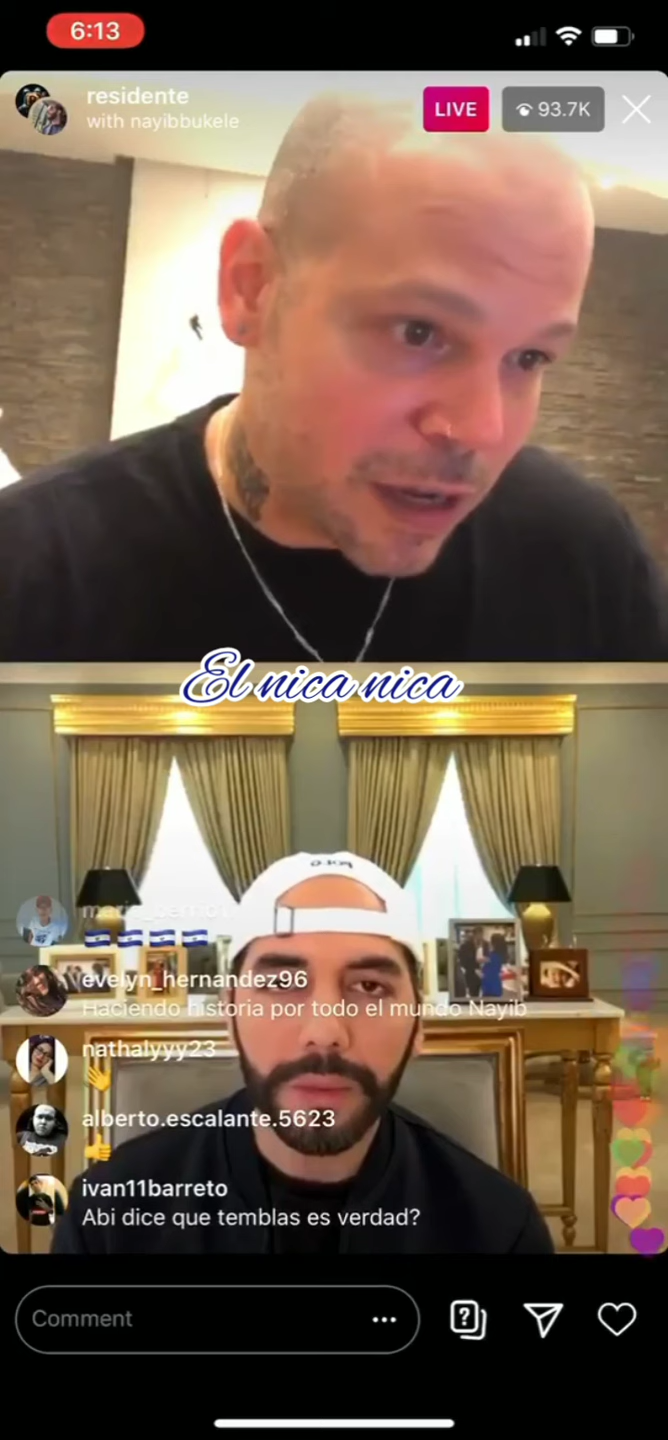 6:13
residente
with nayibbukele
LIVE
93.7K
El nica nica
evelyn_hernandez96
Haciendo historia por todo el mundo Nayib
nathalyyy23
alberto.escalante.5623
ivan11barreto
Abi dice que temblas es verdad?
Comment